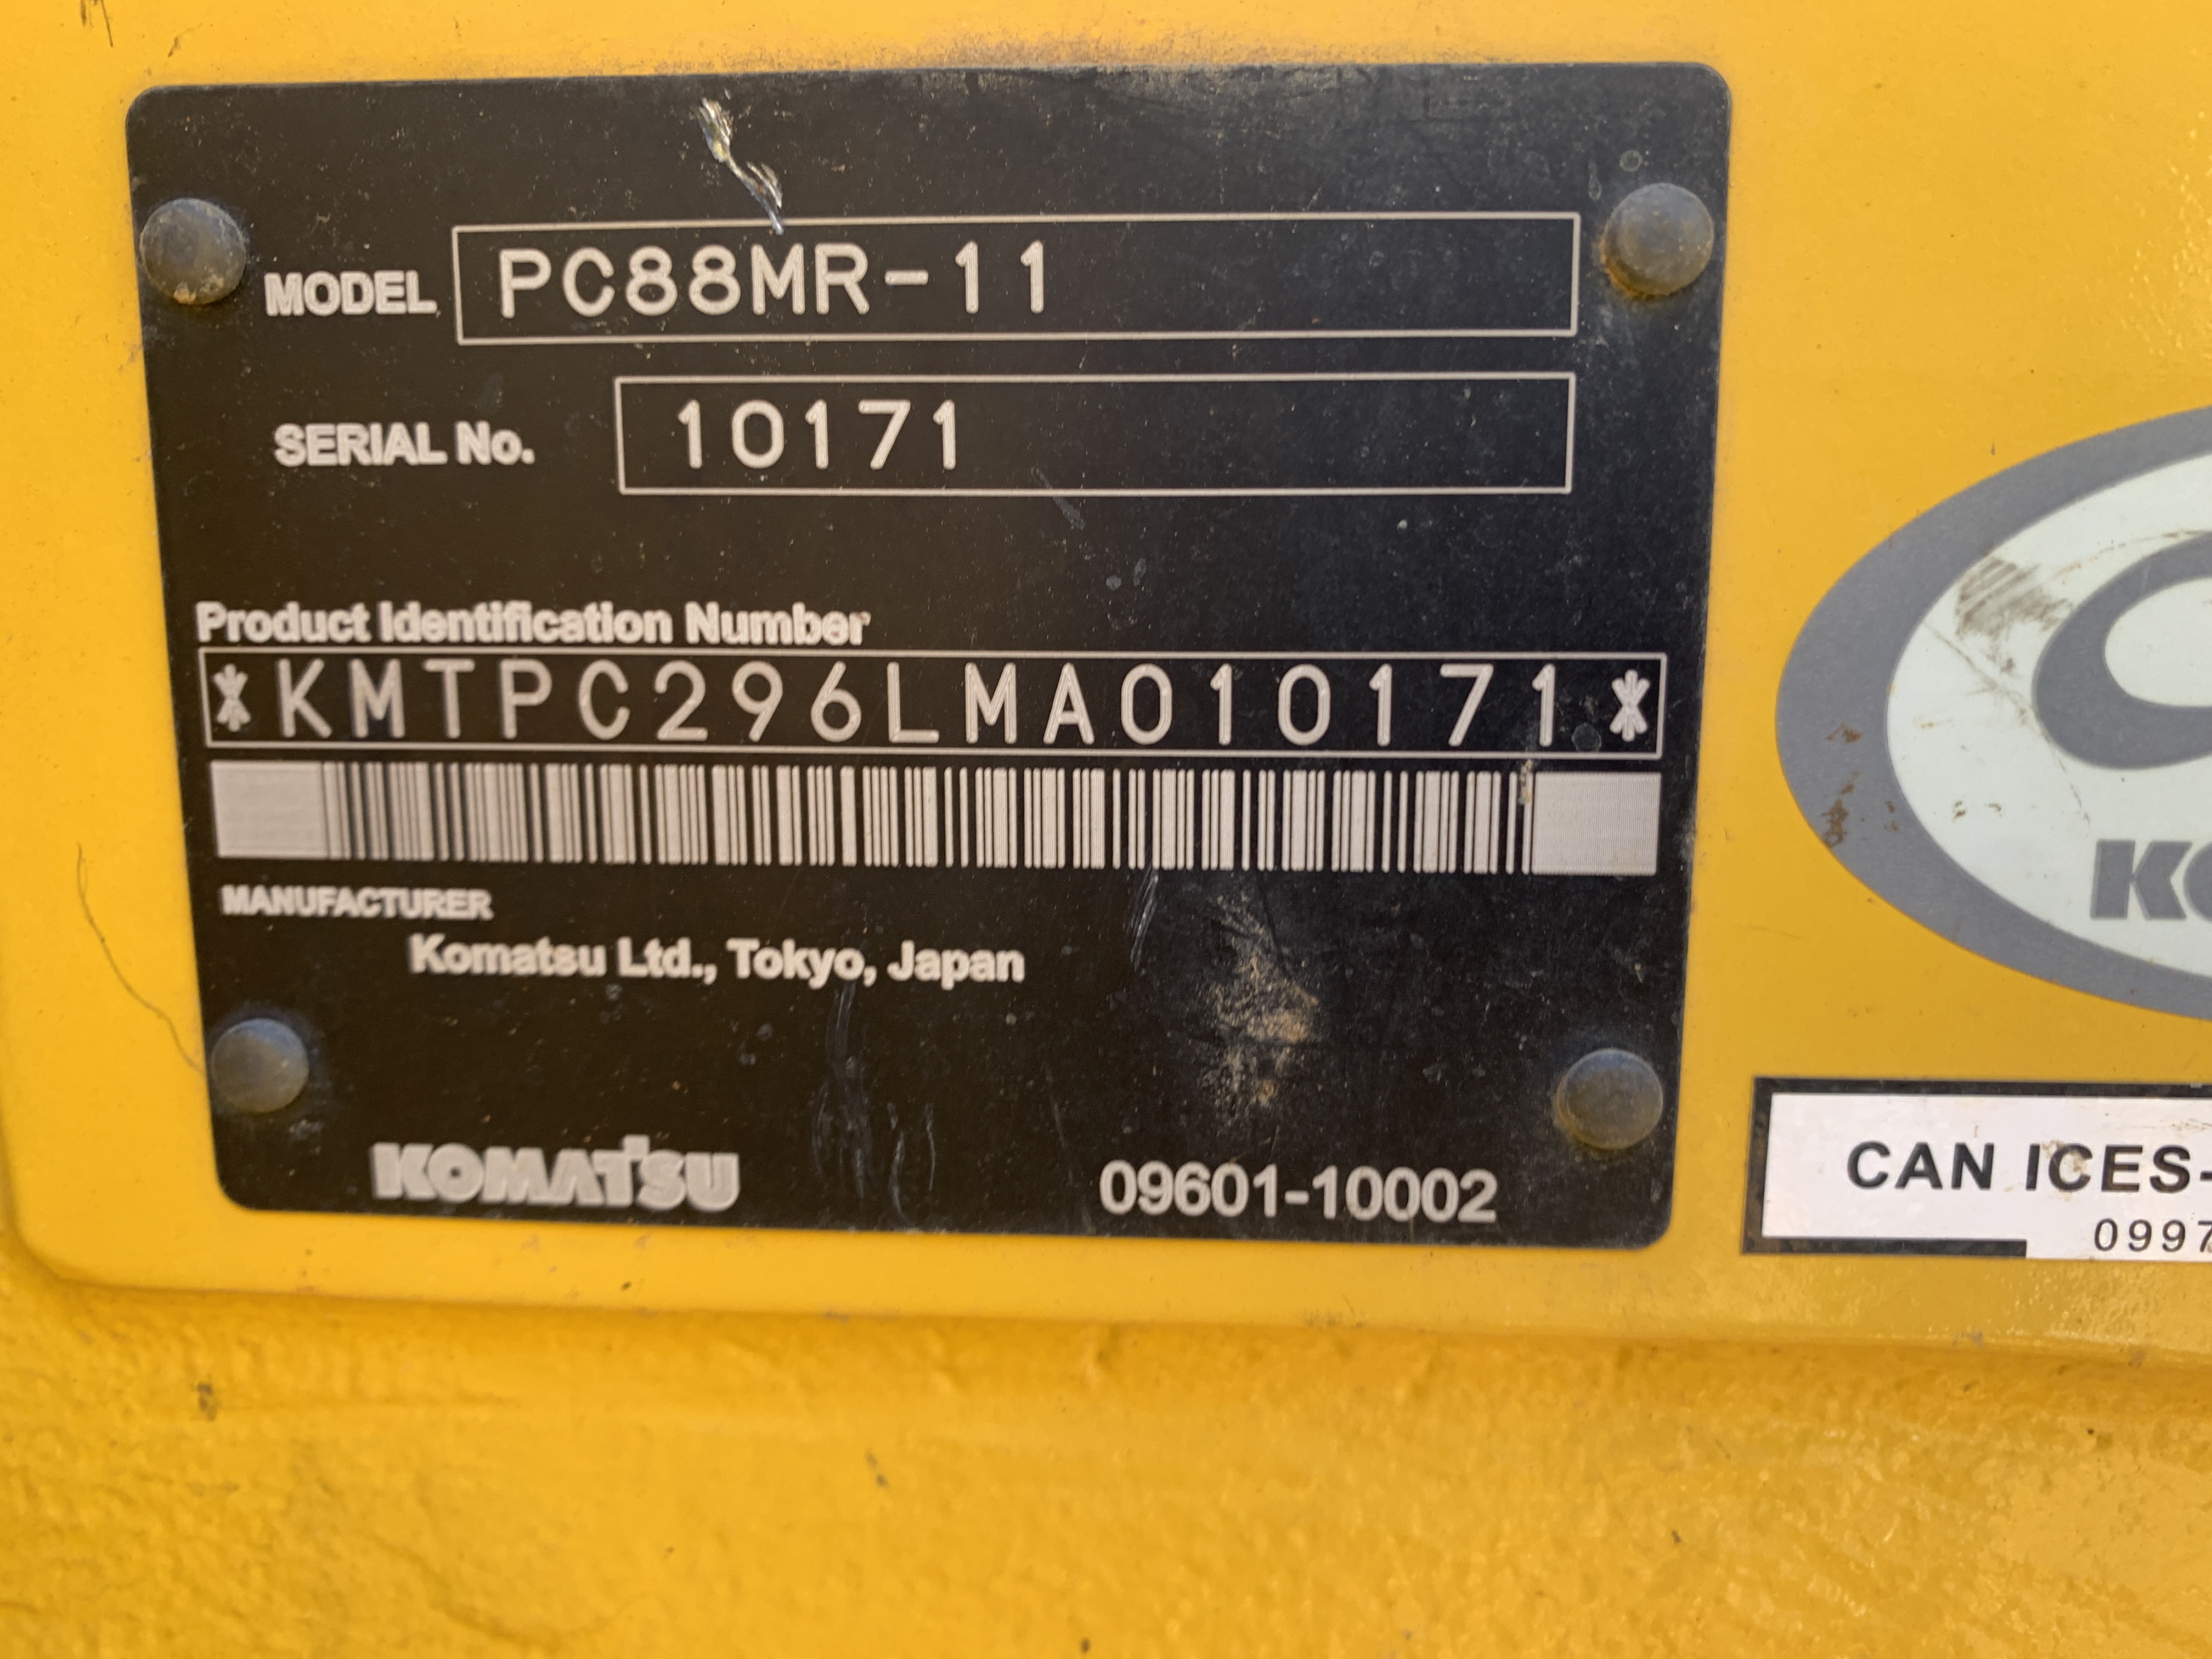 MODEL PC88MR-11
SERIAL No. 10171
Product Identification Number
*KMTPC296LMA010171*
MANUFACTURER
Komatsu Ltd., Tokyo, Japan
KOMATSU 09601-10002
CAN ICES-
0997